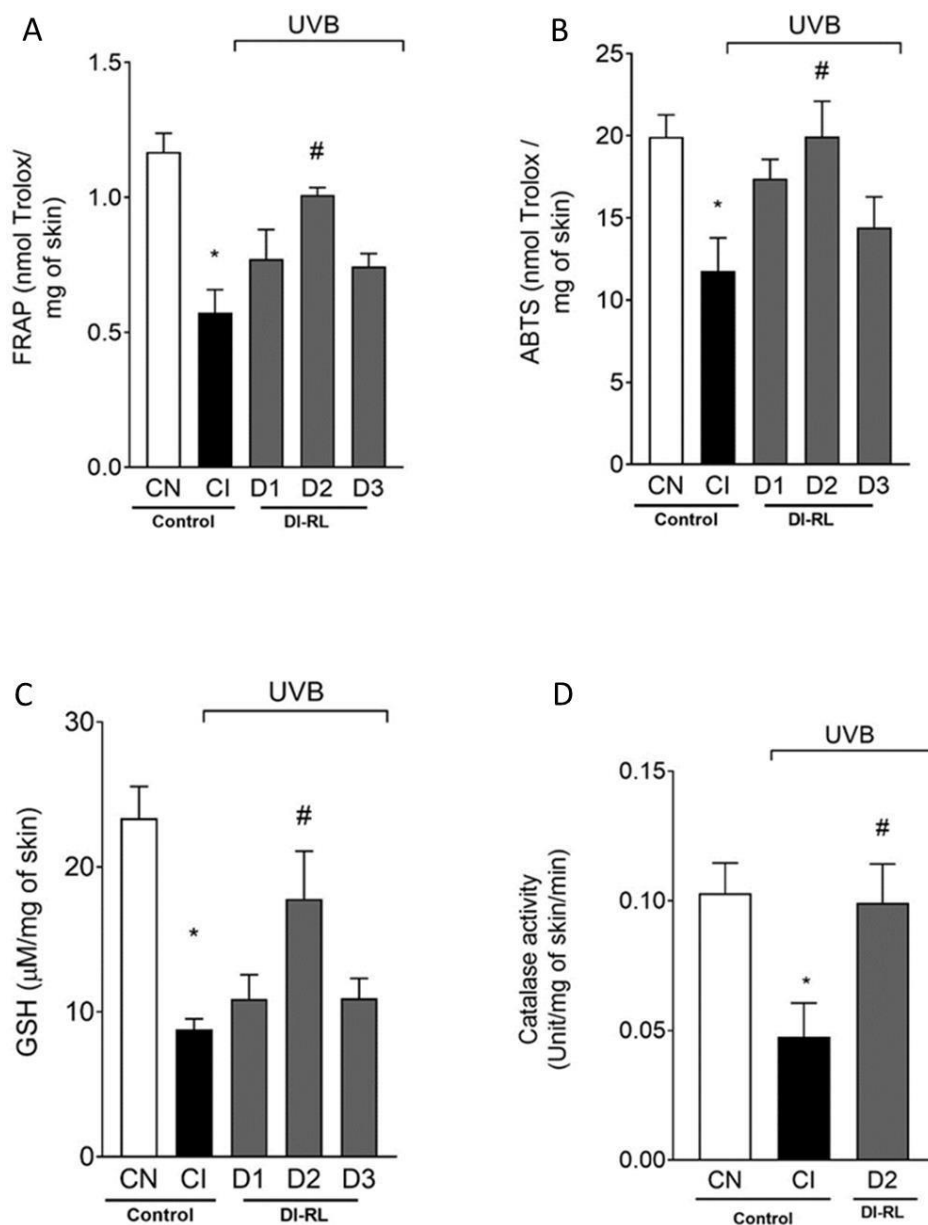 A
UVB
FRAP (nmol Trolox/
mg of skin)
1.5
1.0
0.5
0.0
*
#
CN CI D1 D2 D3
Control DI-RL
B
UVB
ABTS (nmol Trolox /
mg of skin)
25
20
15
10
5
0
*
#
CN CI D1 D2 D3
Control DI-RL
C
UVB
GSH (µM/mg of skin)
30
20
10
0
*
#
CN CI D1 D2 D3
Control DI-RL
D
UVB
Catalase activity
(Unit/mg of skin/min)
0.15
0.10
0.05
0.00
*
#
CN CI D2
Control DI-RL